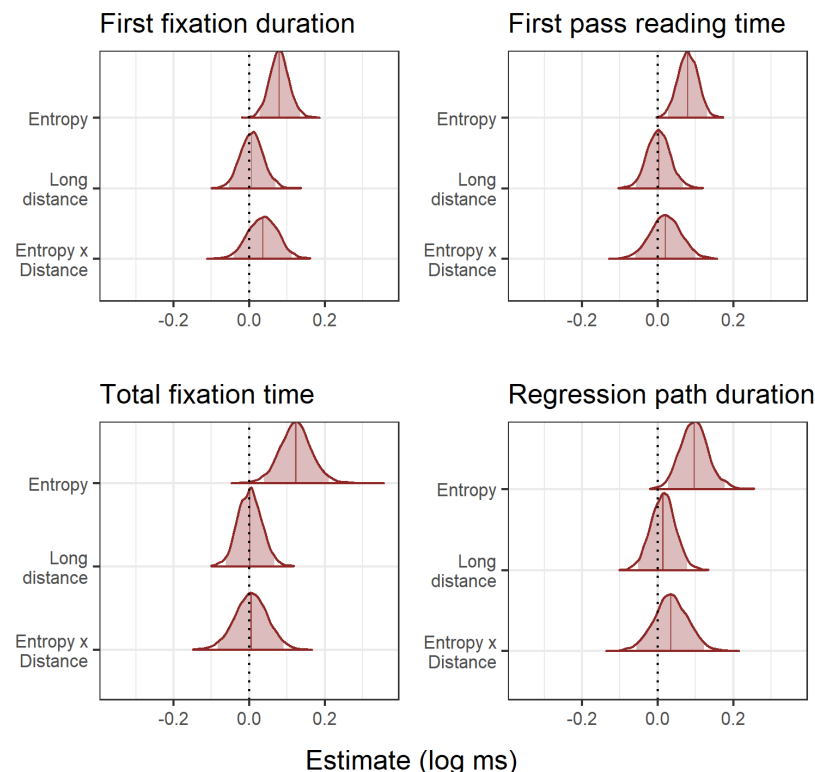 First fixation duration
Entropy
Long
distance
Entropy x
Distance
-0.2 0.0 0.2
First pass reading time
Entropy
Long
distance
Entropy x
Distance
-0.2 0.0 0.2
Total fixation time
Entropy
Long
distance
Entropy x
Distance
-0.2 0.0 0.2
Regression path duration
Entropy
Long
distance
Entropy x
Distance
-0.2 0.0 0.2
Estimate (log ms)